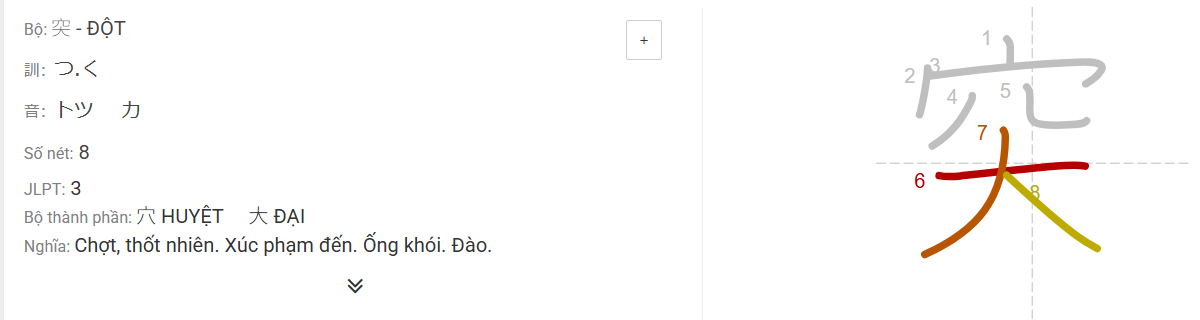 Bộ: 突 - ĐỘT
+
訓: つ.く
音: トツ カ
Số nét: 8
JLPT: 3
Bộ thành phần: 穴 HUYỆT 大 ĐẠI
Nghĩa: Chợt, thốt nhiên. Xúc phạm đến. Ống khói. Đào.
突
1
2
3
4
5
6
7
8